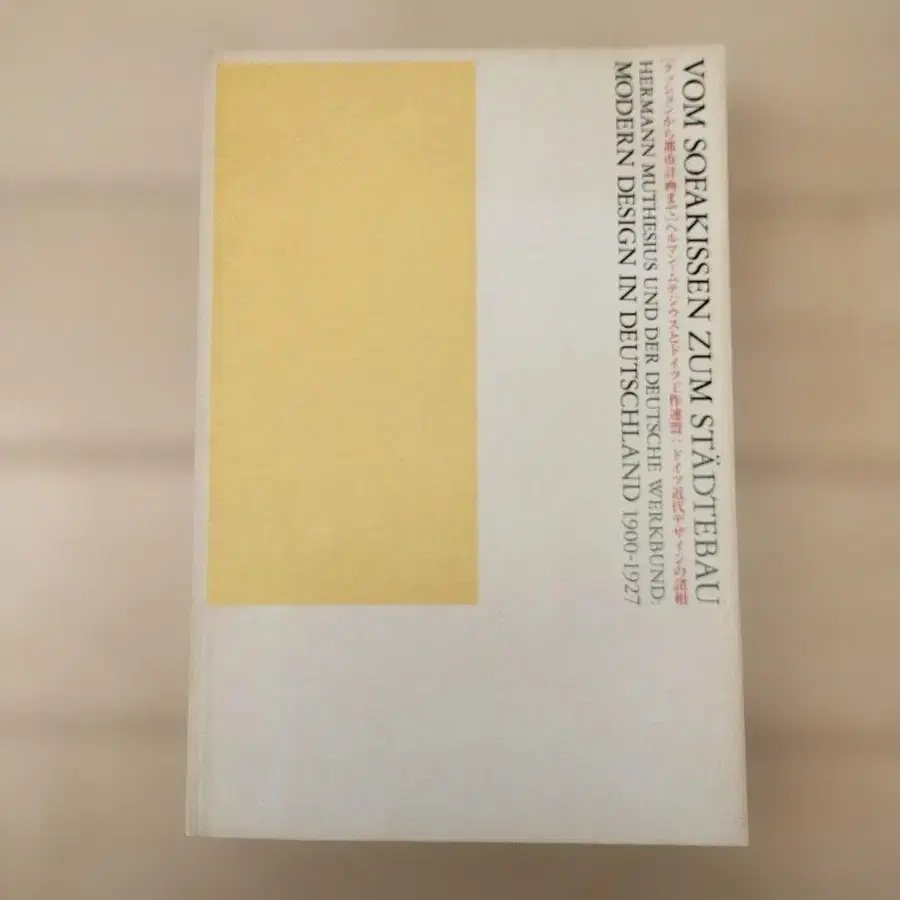 VOM SOFAKISSEN ZUM STÄDTEBAU
「クッションから都市計画まで」ヘルマン・ムテジウスとドイツ工作連盟：ドイツ近代デザインの諸相
HERMANN MUTHESIUS UND DER DEUTSCHE WERKBUND:
MODERN DESIGN IN DEUTSCHLAND 1900-1927